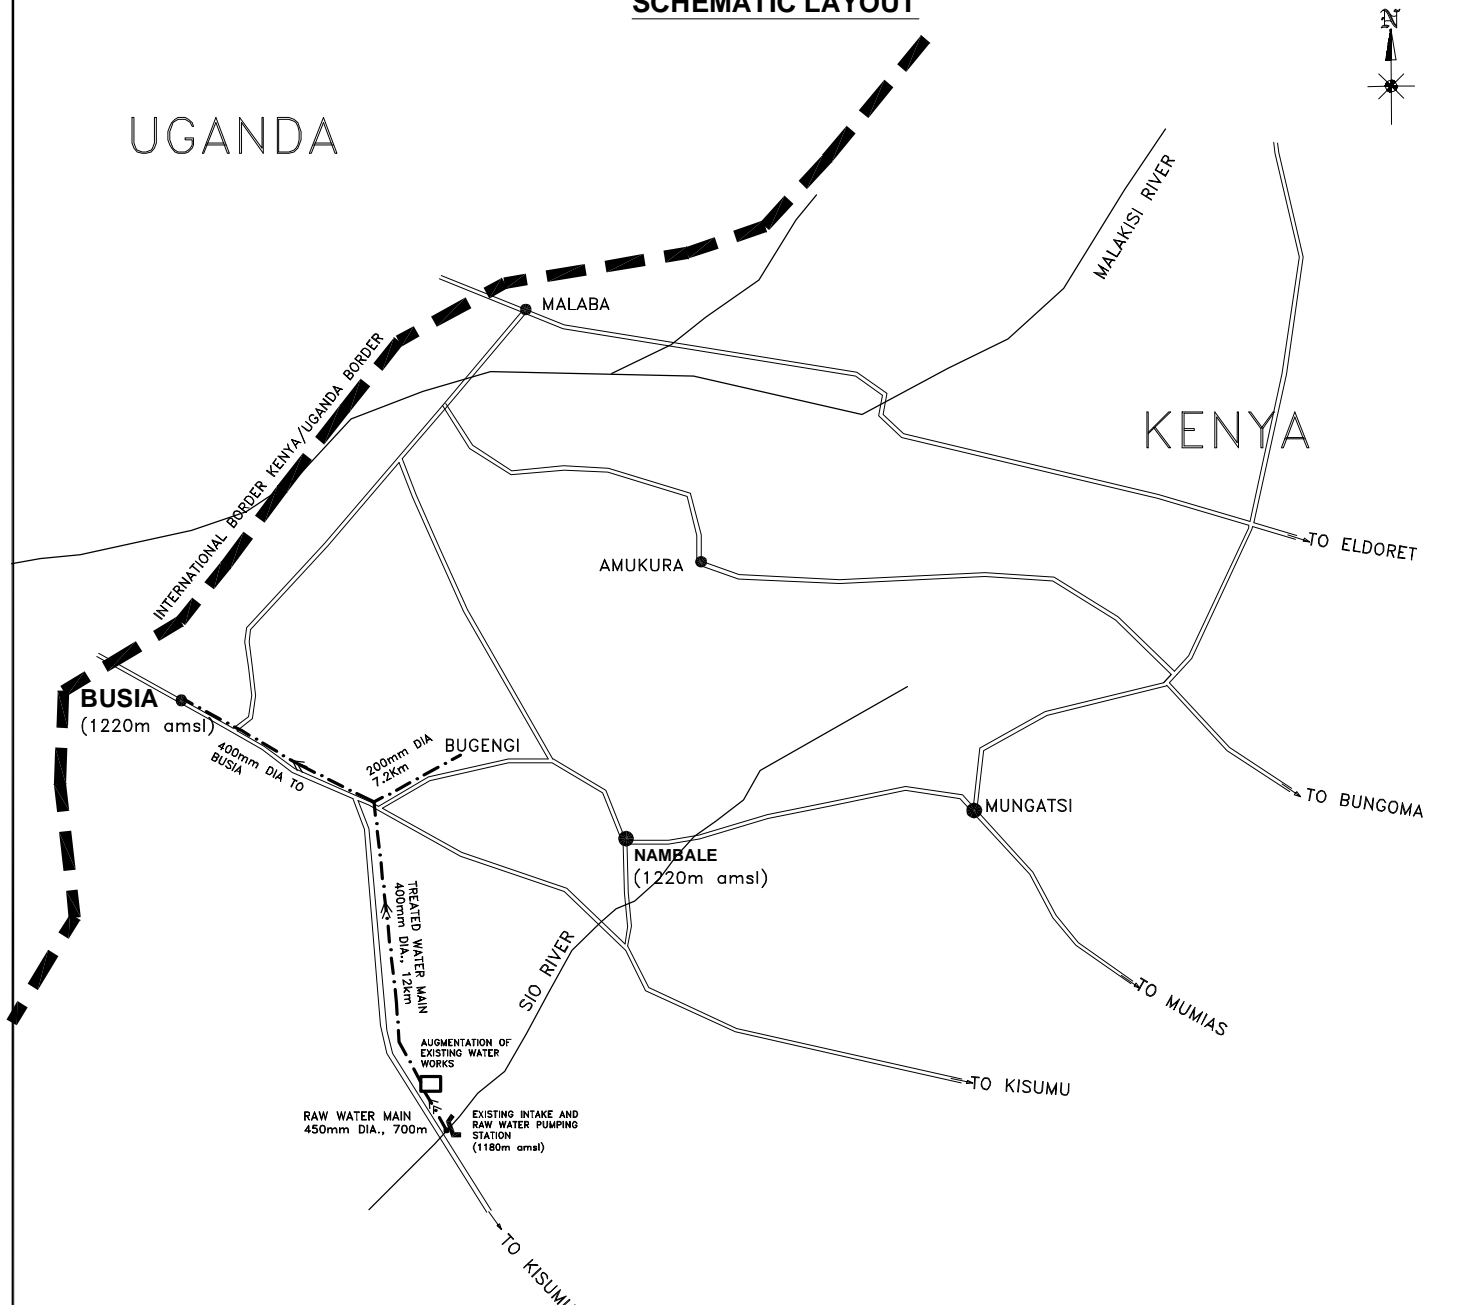 SCHEMATIC LAYOUT
N
UGANDA
MALAKISI RIVER
MALABA
INTERNATIONAL BORDER KENYA/UGANDA BORDER
KENYA
TO ELDORET
AMUKURA
BUSIA
(1220m amsl)
400mm DIA TO
BUSIA
200mm DIA
7.2Km
BUGENGI
MUNGATSI
TO BUNGOMA
NAMBALE
(1220m amsl)
TREATED WATER MAIN
400mm DIA., 12km
SIO RIVER
TO MUMIAS
AUGMENTATION OF
EXISTING WATER
WORKS
TO KISUMU
RAW WATER MAIN
450mm DIA., 700m
EXISTING INTAKE AND
RAW WATER PUMPING
STATION
(1180m amsl)
TO KISUMU